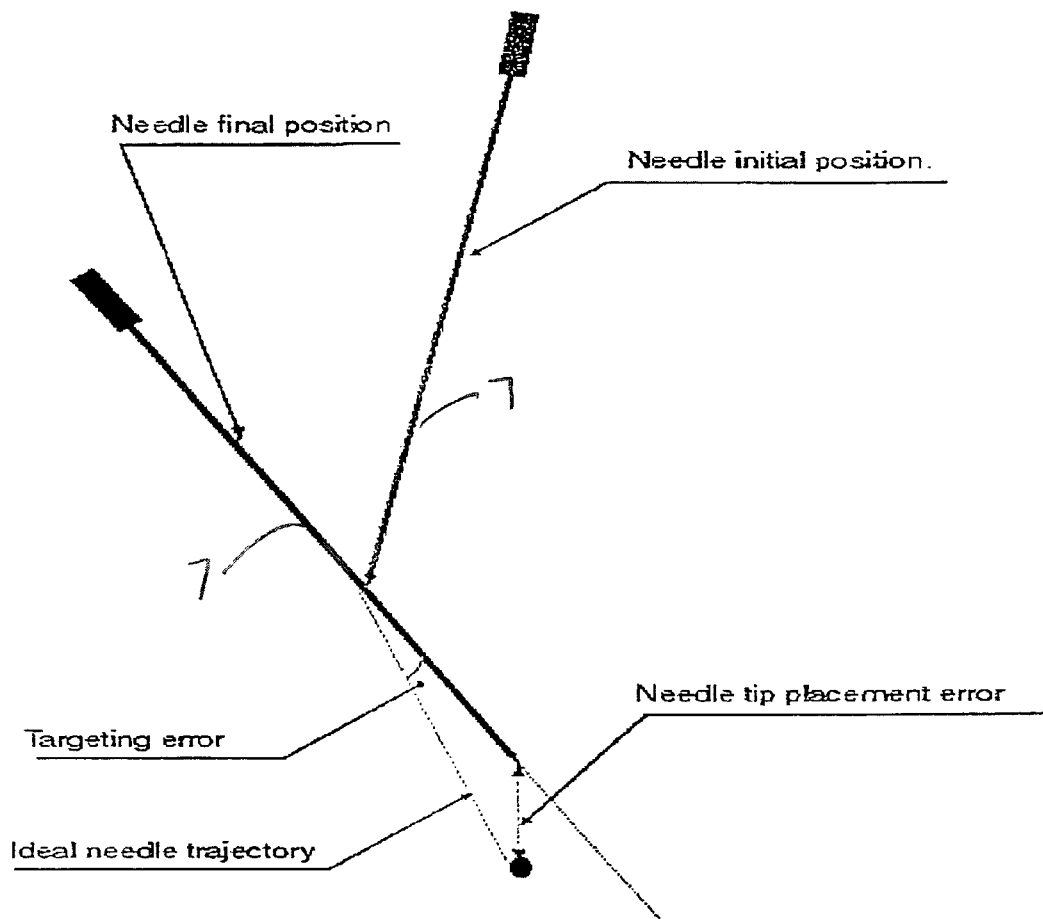 Needle final position
Needle initial position.
7
7
Needle tip placement error
Targeting error
Ideal needle trajectory